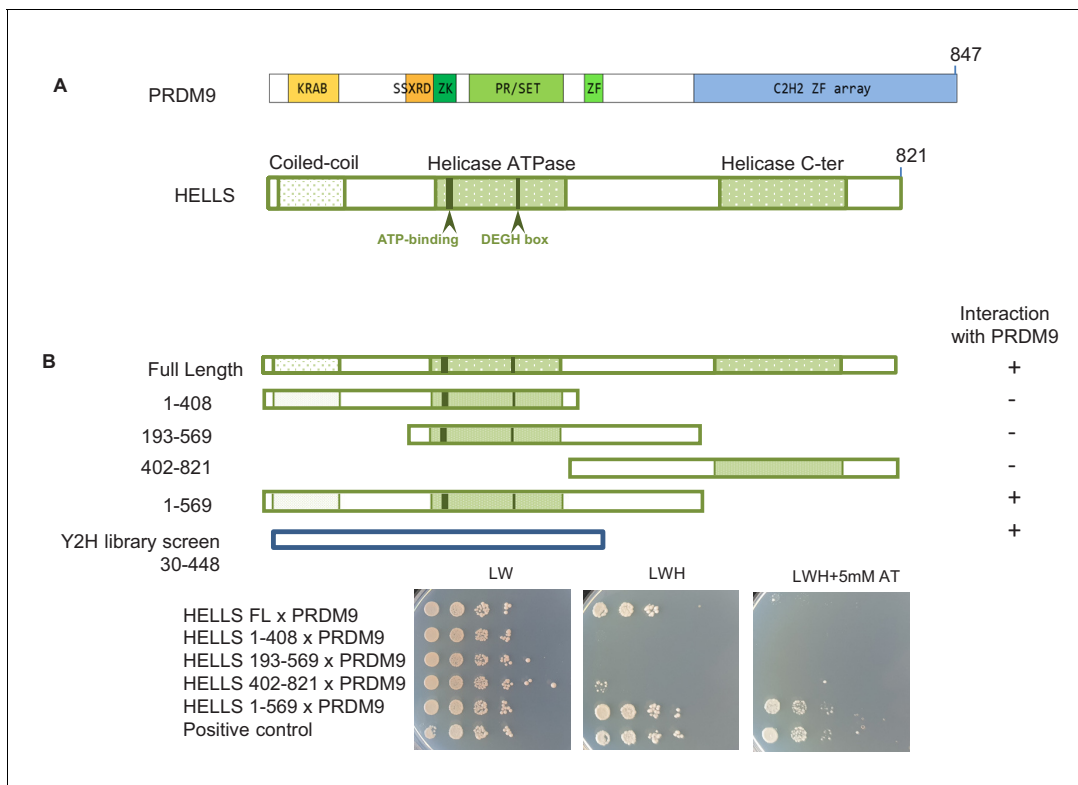 A
847
PRDM9
KRAB
SSXRD
ZK
PR/SET
ZF
C2H2 ZF array
Coiled-coil
Helicase ATPase
Helicase C-ter
821
HELLS
ATP-binding
DEGH box
Interaction
with PRDM9
B
Full Length
+
1-408
-
193-569
-
402-821
-
1-569
+
Y2H library screen
30-448
+
LW
LWH
LWH+5mM AT
HELLS FL x PRDM9
HELLS 1-408 x PRDM9
HELLS 193-569 x PRDM9
HELLS 402-821 x PRDM9
HELLS 1-569 x PRDM9
Positive control